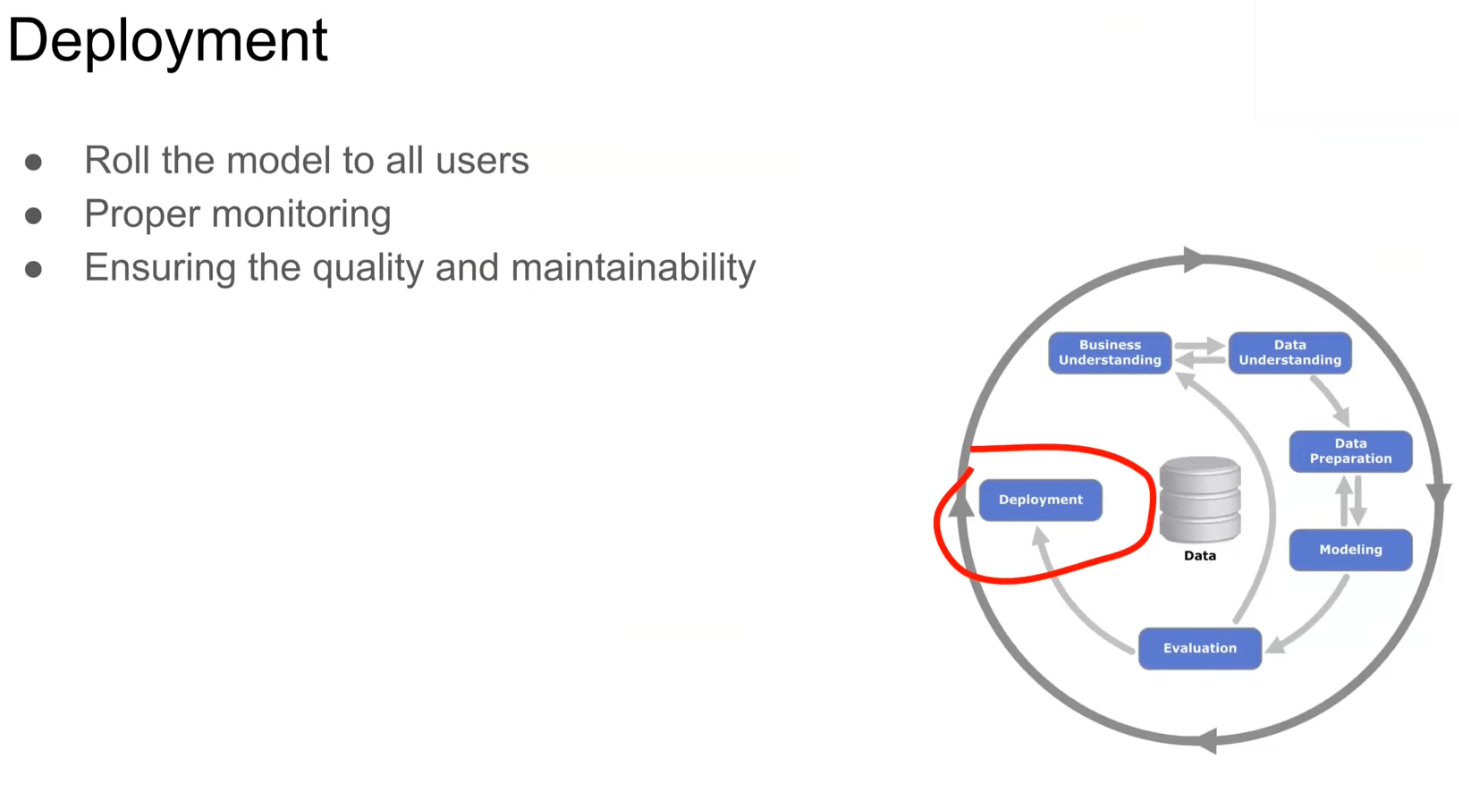 Deployment
● Roll the model to all users
● Proper monitoring
● Ensuring the quality and maintainability
Business
Understanding
Data
Understanding
Data
Preparation
Modeling
Evaluation
Deployment
Data